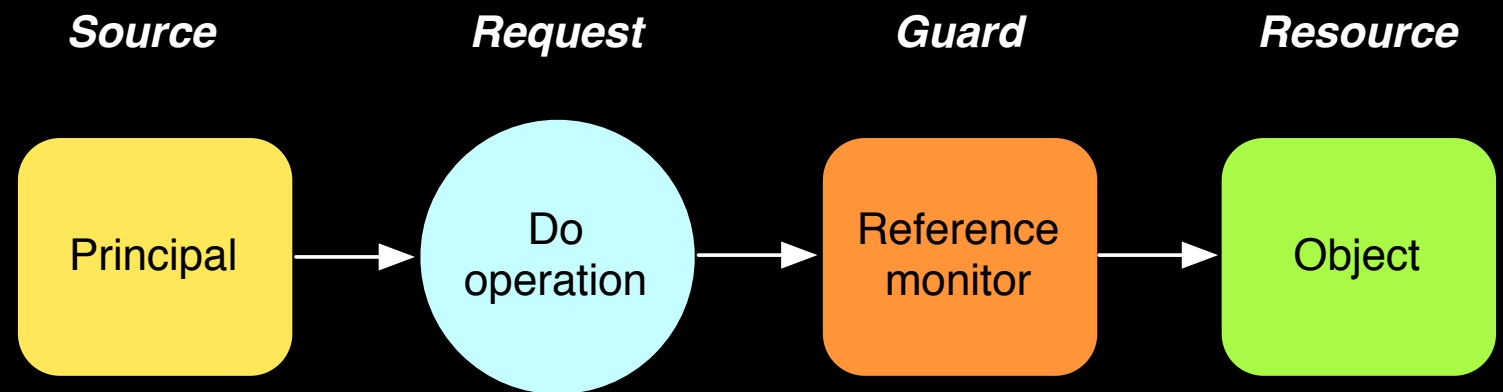 Source Request Guard Resource
Principal
Do
operation
Reference
monitor
Object